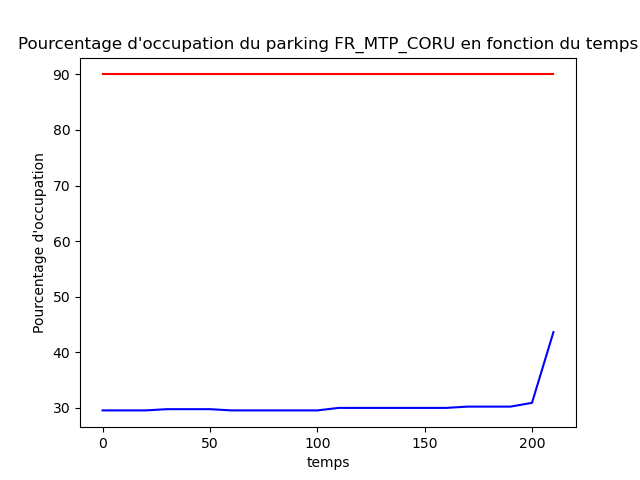 Pourcentage d'occupation du parking FR_MTP_CORU en fonction du temps
90
80
70
60
50
40
30
Pourcentage d'occupation
0 50 100 150 200
temps